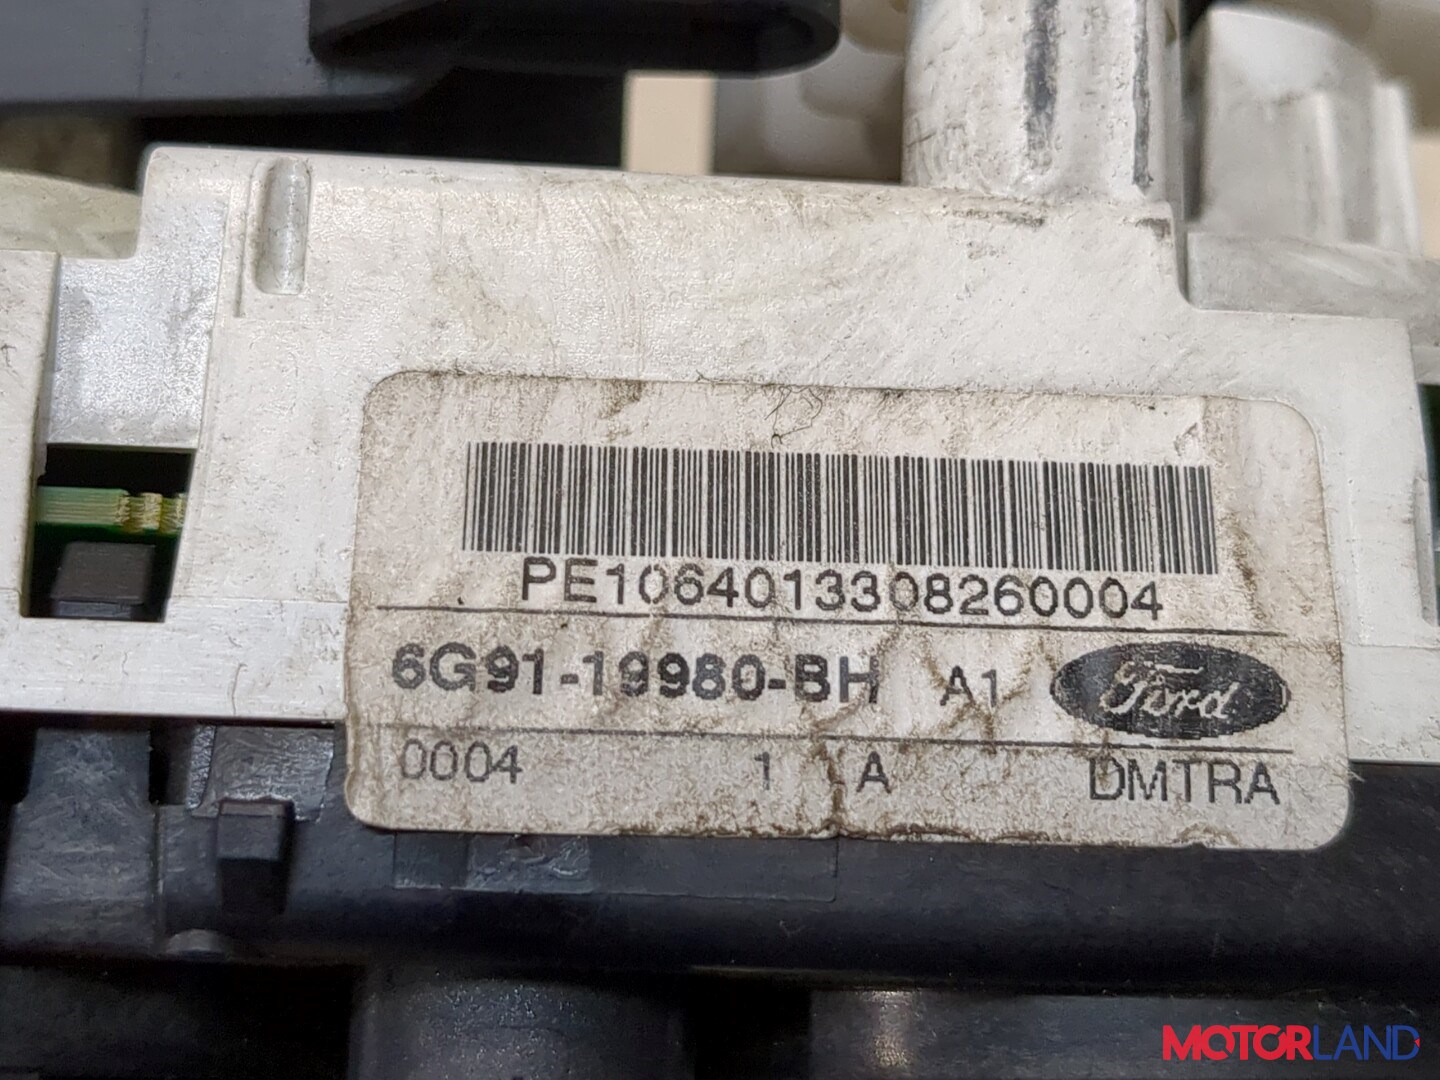 PE1064013308260004
6G91-19980-BH A1 Ford
0004 1 A DMTRA
MOTORLAND